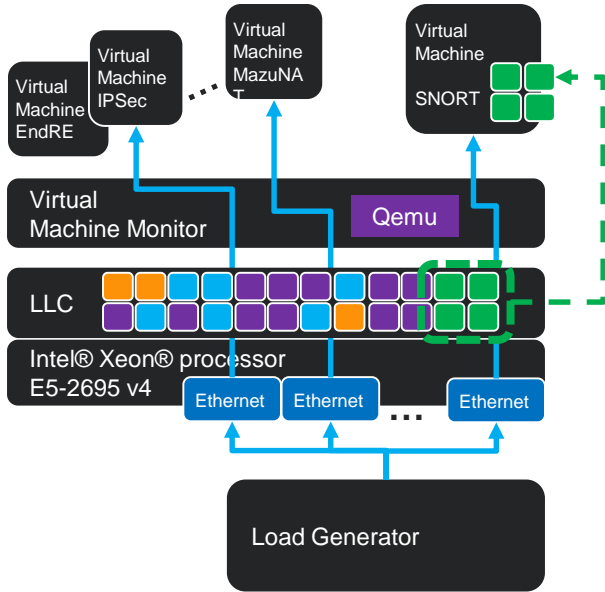 Virtual
Machine
EndRE
Virtual
Machine
IPSec
Virtual
Machine
MazuNA
T
Virtual
Machine
SNORT
Virtual
Machine Monitor
Qemu
LLC
Intel® Xeon® processor
E5-2695 v4
Ethernet
Ethernet
...
Ethernet
Load Generator